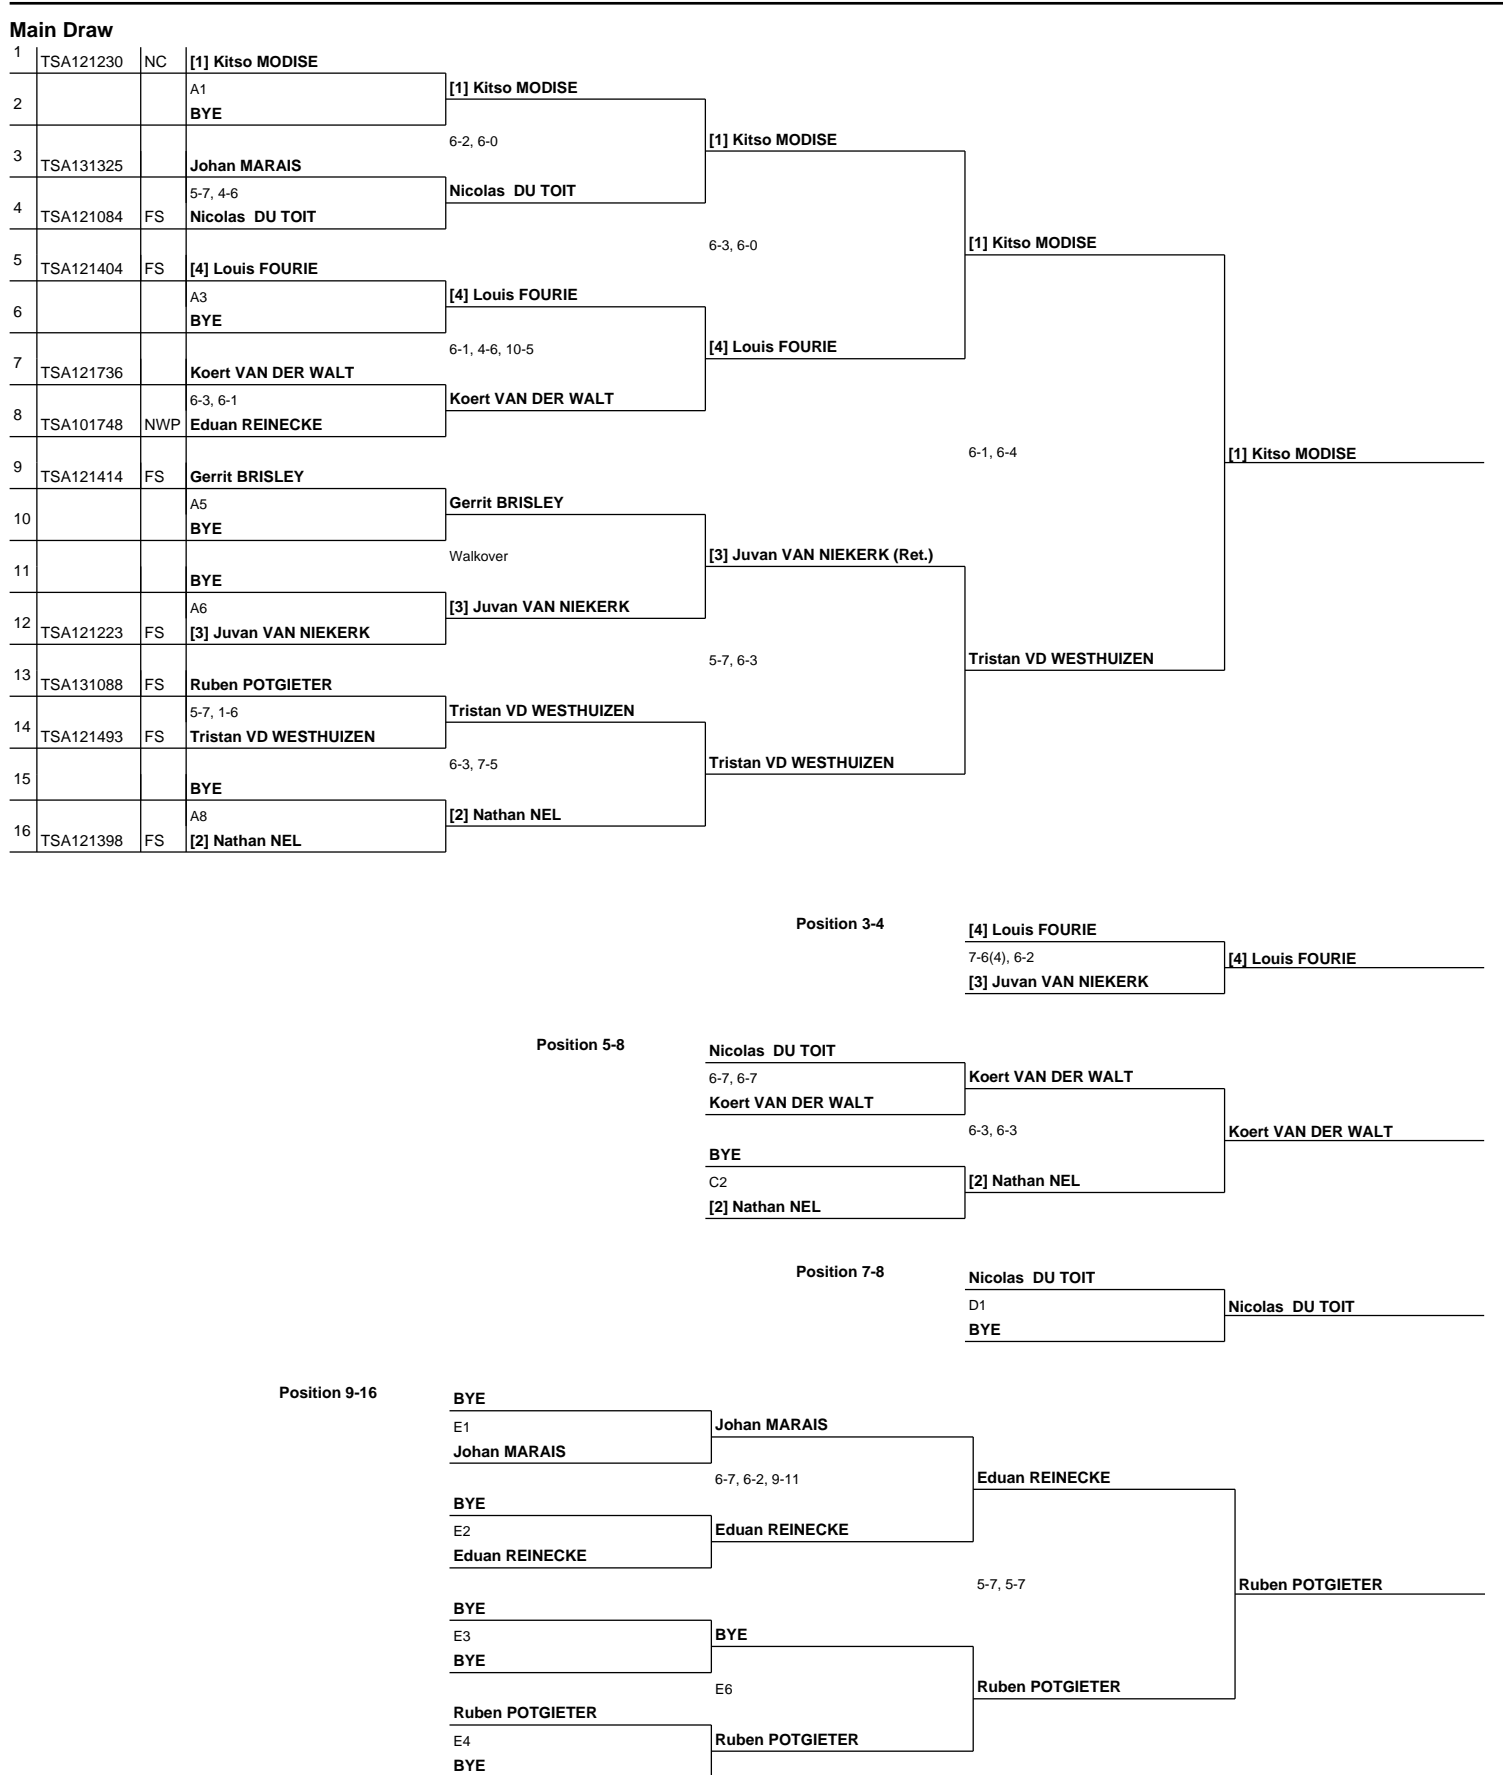 Main Draw
1 TSA121230 NC [1] Kitso MODISE
A1 [1] Kitso MODISE
2 BYE
6-2, 6-0 [1] Kitso MODISE
3 TSA131325 Johan MARAIS
5-7, 4-6 Nicolas DU TOIT
4 TSA121084 FS Nicolas DU TOIT
6-3, 6-0 [1] Kitso MODISE
5 TSA121404 FS [4] Louis FOURIE
A3 [4] Louis FOURIE
6 BYE
6-1, 4-6, 10-5 [4] Louis FOURIE
7 TSA121736 Koert VAN DER WALT
6-3, 6-1 Koert VAN DER WALT
8 TSA101748 NWP Eduan REINECKE
6-1, 6-4 [1] Kitso MODISE
9 TSA121414 FS Gerrit BRISLEY
A5 Gerrit BRISLEY
10 BYE
Walkover [3] Juvan VAN NIEKERK (Ret.)
11 BYE
A6 [3] Juvan VAN NIEKERK
12 TSA121223 FS [3] Juvan VAN NIEKERK
5-7, 6-3 Tristan VD WESTHUIZEN
13 TSA131088 FS Ruben POTGIETER
5-7, 1-6 Tristan VD WESTHUIZEN
14 TSA121493 FS Tristan VD WESTHUIZEN
6-3, 7-5 Tristan VD WESTHUIZEN
15 BYE
A8 [2] Nathan NEL
16 TSA121398 FS [2] Nathan NEL
Position 3-4 [4] Louis FOURIE
7-6(4), 6-2 [4] Louis FOURIE
[3] Juvan VAN NIEKERK
Position 5-8 Nicolas DU TOIT
6-7, 6-7 Koert VAN DER WALT
Koert VAN DER WALT
6-3, 6-3 Koert VAN DER WALT
BYE
C2 [2] Nathan NEL
[2] Nathan NEL
Position 7-8 Nicolas DU TOIT
D1 Nicolas DU TOIT
BYE
Position 9-16 BYE
E1 Johan MARAIS
Johan MARAIS
6-7, 6-2, 9-11 Eduan REINECKE
BYE
E2 Eduan REINECKE
Eduan REINECKE
5-7, 5-7 Ruben POTGIETER
BYE
E3 BYE
BYE
E6 Ruben POTGIETER
Ruben POTGIETER
E4 Ruben POTGIETER
BYE